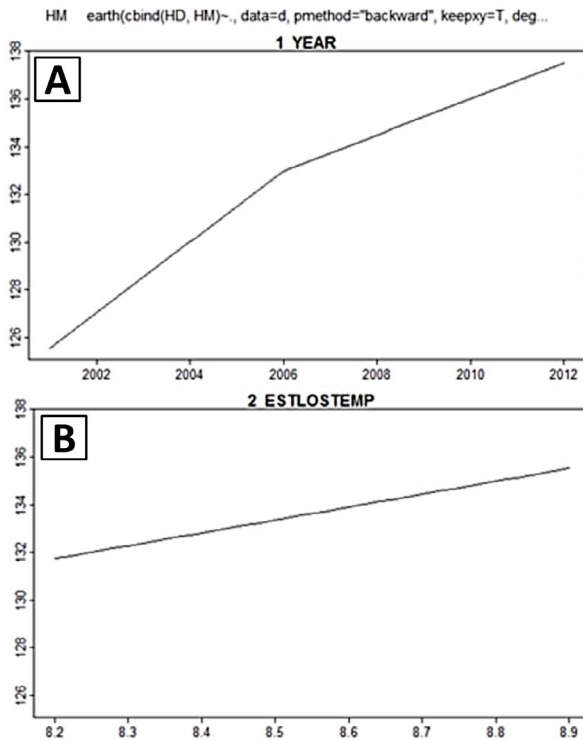 HM earth(cbind(HD, HM)~., data=d, pmethod="backward", keepxy=T, deg...
1 YEAR
A
138
136
134
132
130
128
126
2002 2004 2006 2008 2010 2012
2 ESTLOSTEMP
B
138
136
134
132
130
128
126
8.2 8.3 8.4 8.5 8.6 8.7 8.8 8.9